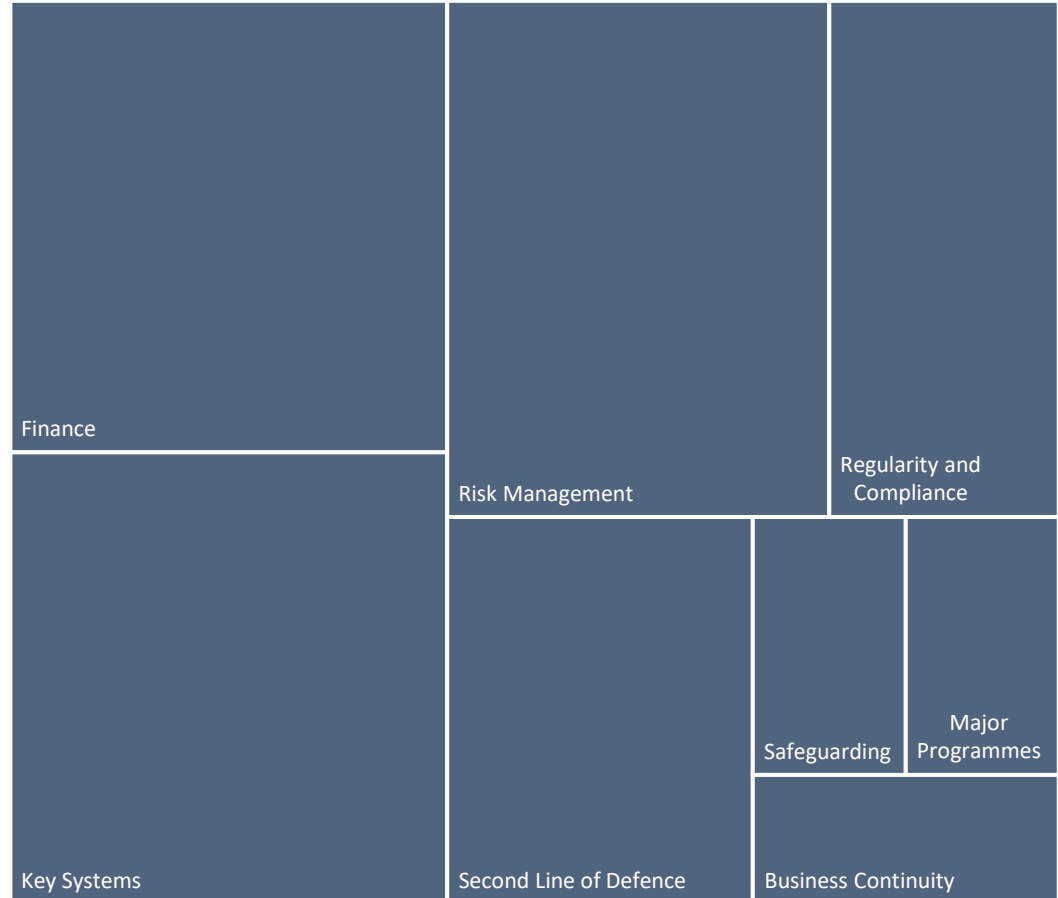 Finance
Risk Management
Regularity and
Compliance
Key Systems
Second Line of Defence
Safeguarding
Major
Programmes
Business Continuity